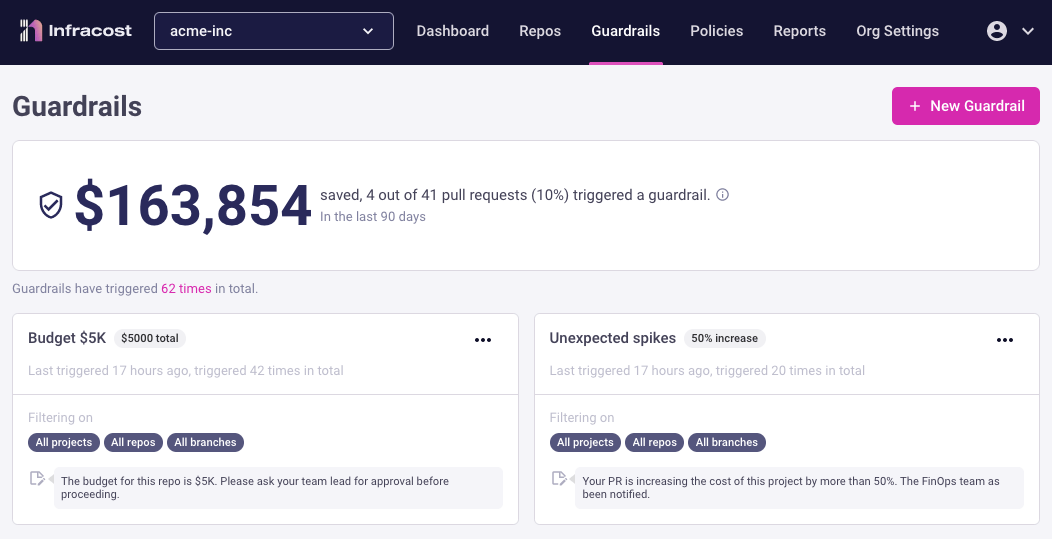 Infracost
acme-inc
Dashboard
Repos
Guardrails
Policies
Reports
Org Settings
Guardrails
+ New Guardrail
$163,854
saved, 4 out of 41 pull requests (10%) triggered a guardrail.
In the last 90 days
Guardrails have triggered 62 times in total.
Budget $5K $5000 total
Last triggered 17 hours ago, triggered 42 times in total
Filtering on
All projects All repos All branches
The budget for this repo is $5K. Please ask your team lead for approval before
proceeding.
Unexpected spikes 50% increase
Last triggered 17 hours ago, triggered 20 times in total
Filtering on
All projects All repos All branches
Your PR is increasing the cost of this project by more than 50%. The FinOps team as
been notified.